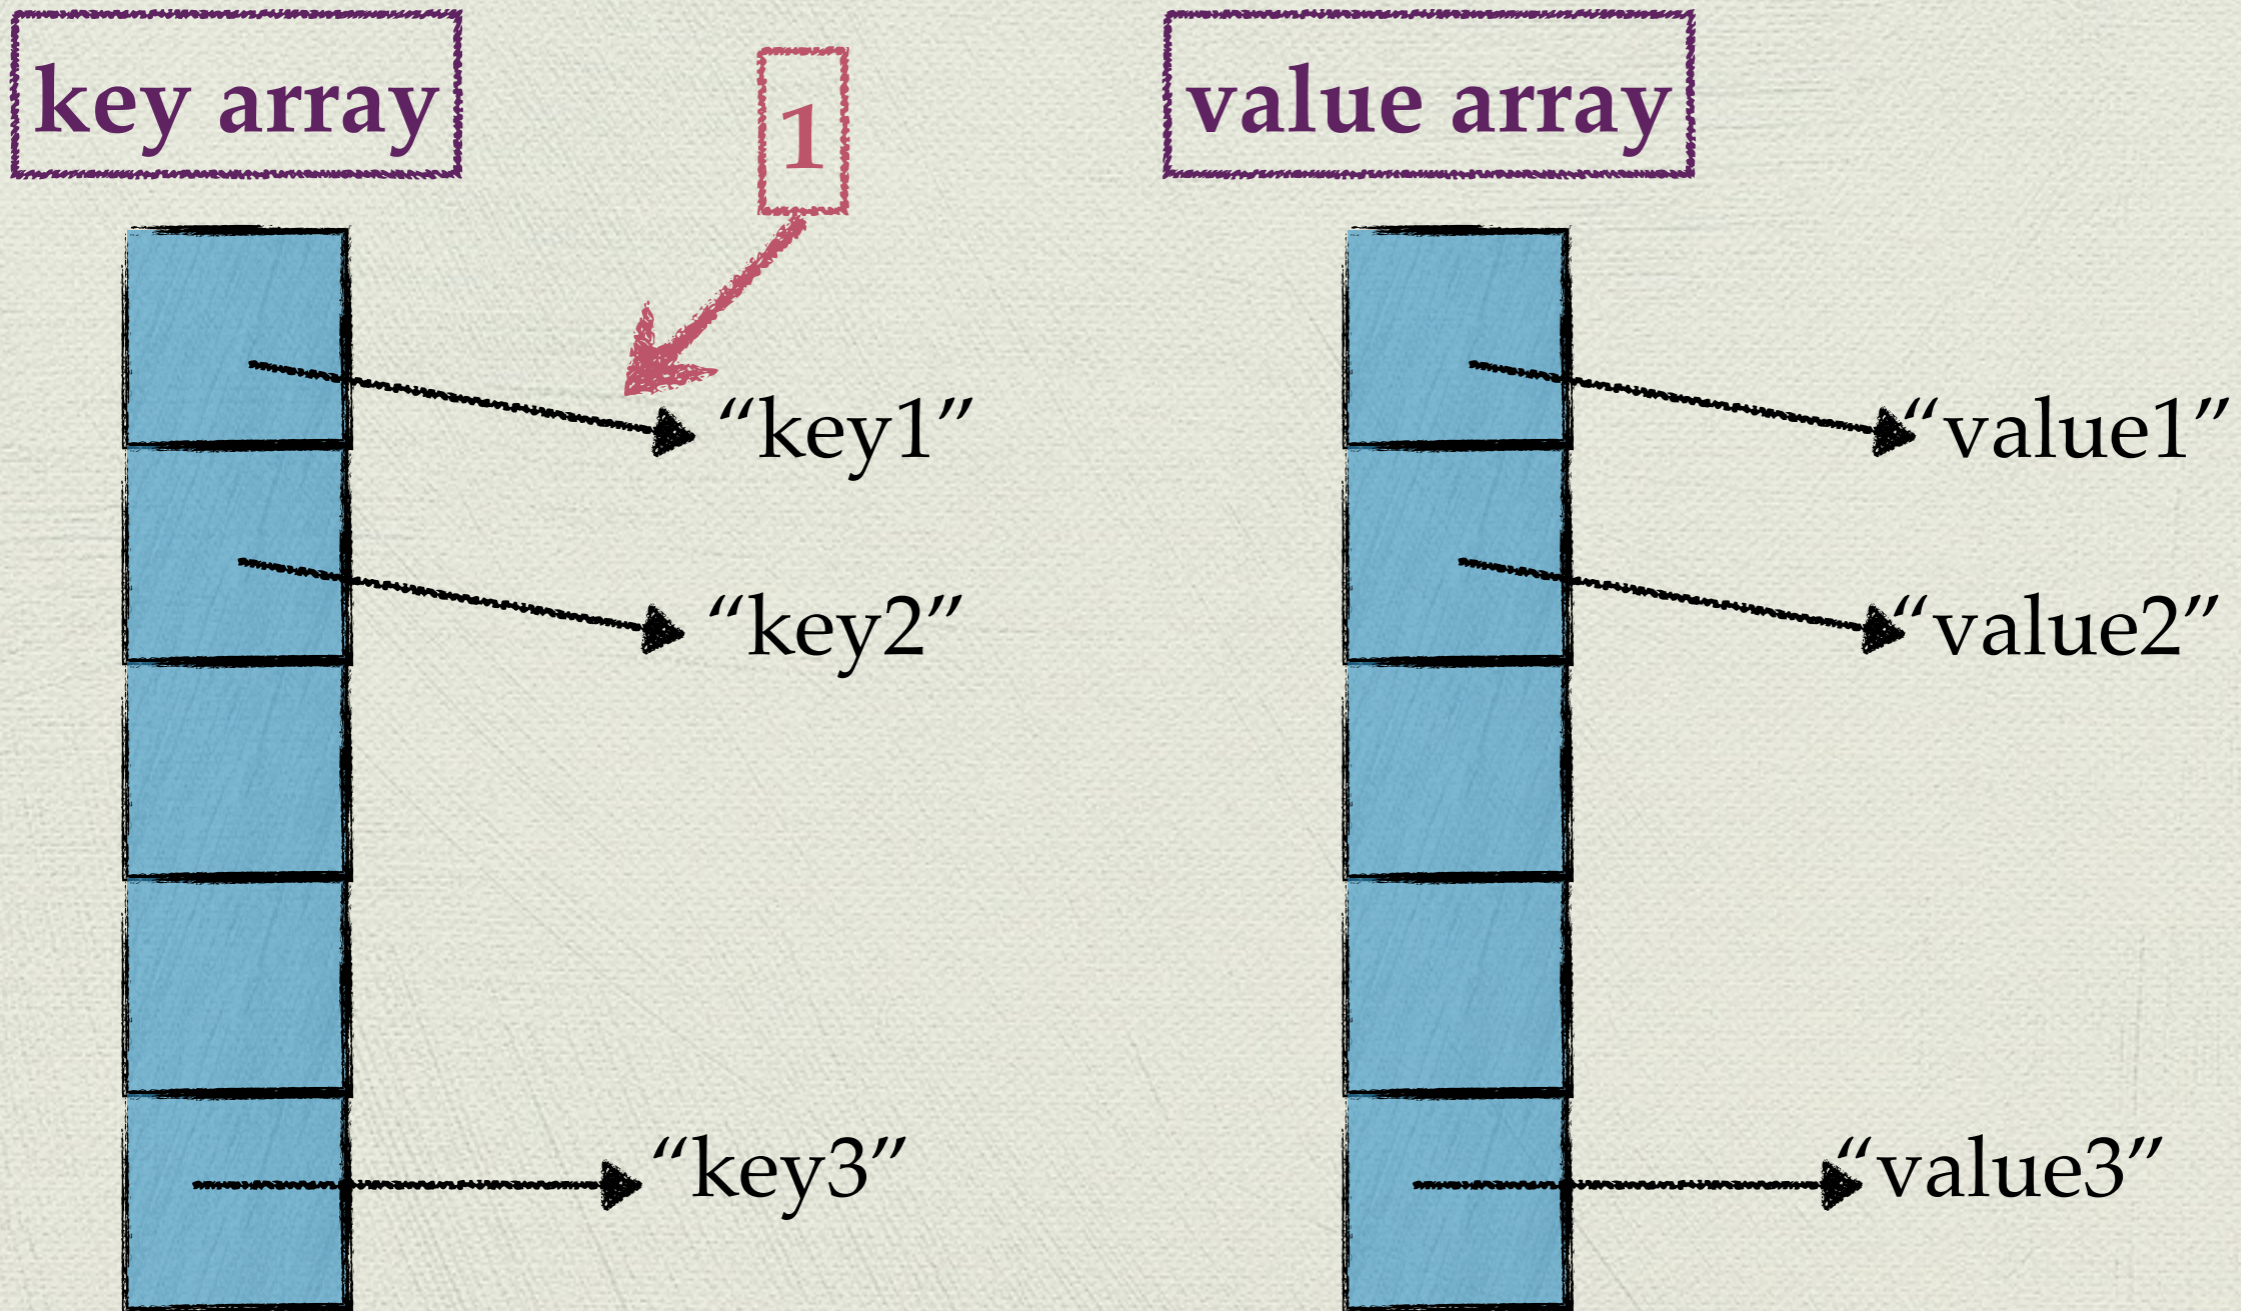 key array
1
value array
“key1”
“value1”
“key2”
“value2”
“key3”
“value3”